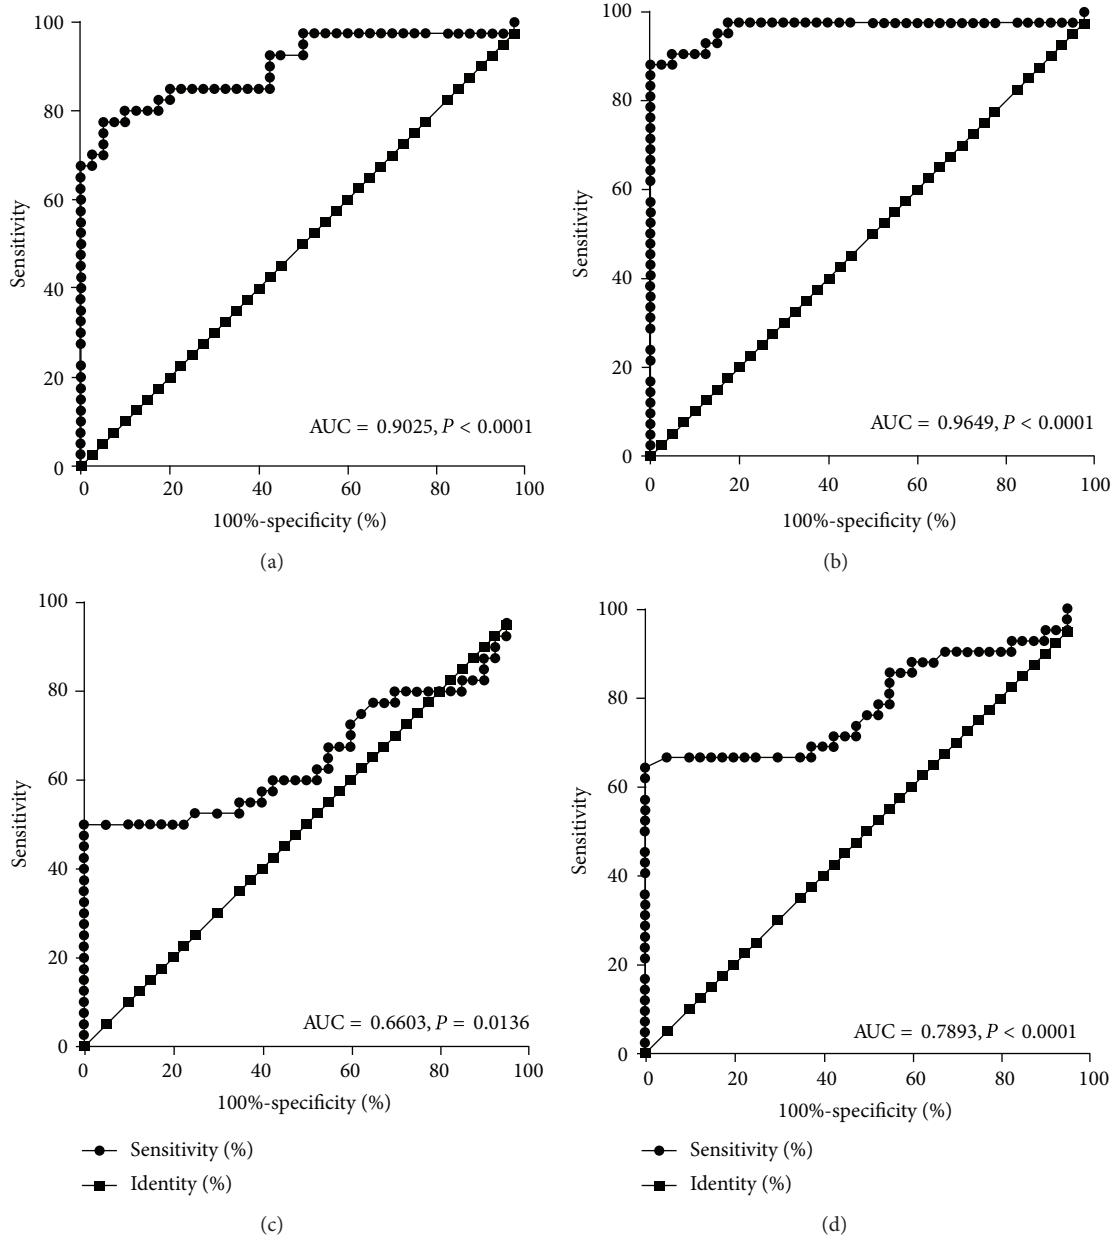 100
80
60
40
20
0
Sensitivity
AUC = 0.9025, P < 0.0001
0 20 40 60 80 100
100%-specificity (%)
(a)
100
80
60
40
20
0
Sensitivity
AUC = 0.9649, P < 0.0001
0 20 40 60 80 100
100%-specificity (%)
(b)
100
80
60
40
20
0
Sensitivity
AUC = 0.6603, P = 0.0136
0 20 40 60 80 100
100%-specificity (%)
Sensitivity (%)
Identity (%)
(c)
100
80
60
40
20
0
Sensitivity
AUC = 0.7893, P < 0.0001
0 20 40 60 80 100
100%-specificity (%)
Sensitivity (%)
Identity (%)
(d)